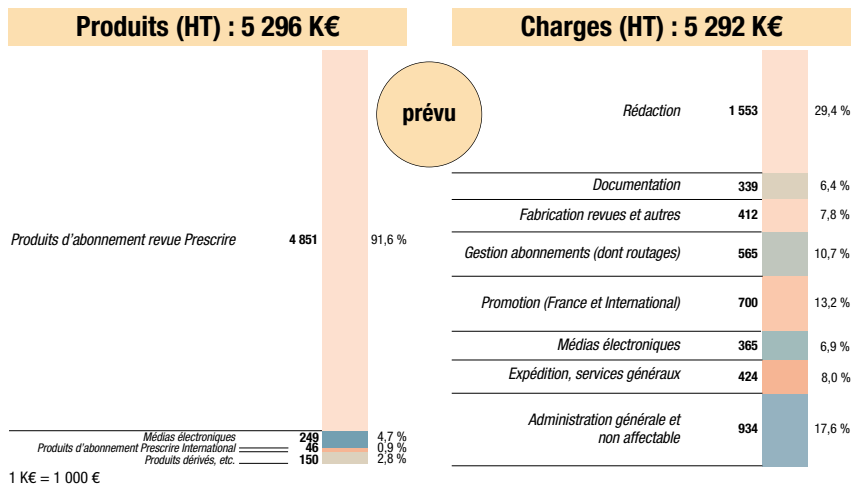 Produits (HT) : 5 296 K€
Produits d'abonnement revue Prescrire 4 851 91,6 %
Médias électroniques 249 4,7 %
Produits d'abonnement Prescrire International 46 0,9 %
Produits dérivés, etc. 150 2,8 %
1 K€ = 1 000 €
prévu
Charges (HT) : 5 292 K€
Rédaction 1 553 29,4 %
Documentation 339 6,4 %
Fabrication revues et autres 412 7,8 %
Gestion abonnements (dont routages) 565 10,7 %
Promotion (France et International) 700 13,2 %
Médias électroniques 365 6,9 %
Expédition, services généraux 424 8,0 %
Administration générale et
non affectable 934 17,6 %